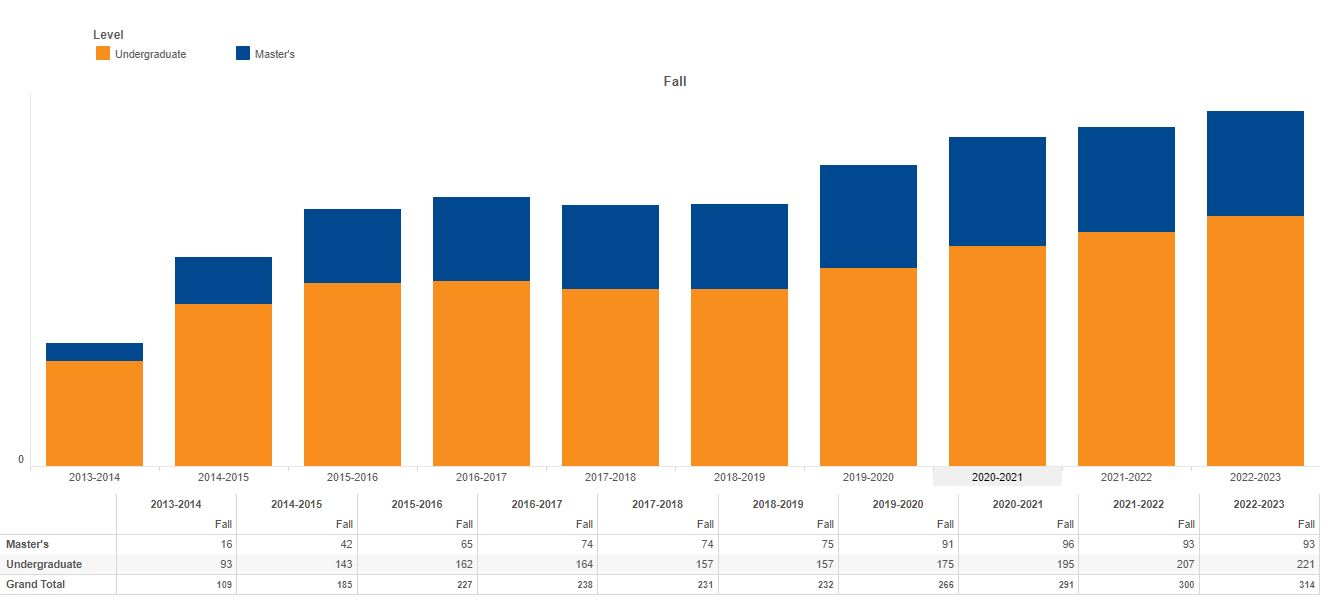 Level
Undergraduate Master's
Fall
0
2013-2014 2014-2015 2015-2016 2016-2017 2017-2018 2018-2019 2019-2020 2020-2021 2021-2022 2022-2023
2013-2014 2014-2015 2015-2016 2016-2017 2017-2018 2018-2019 2019-2020 2020-2021 2021-2022 2022-2023
Fall Fall Fall Fall Fall Fall Fall Fall Fall Fall
Master's 16 42 65 74 74 75 91 96 93 93
Undergraduate 93 143 162 164 157 157 175 195 207 221
Grand Total 109 185 227 238 231 232 266 291 300 314